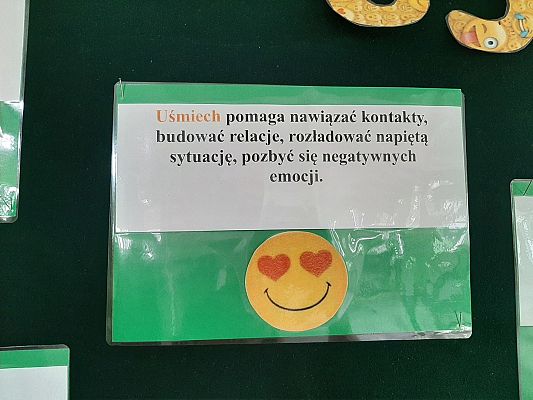 Uśmiech pomaga nawiązać kontakty,
budować relacje, rozładować napiętą
sytuację, pozbyć się negatywnych
emocji.